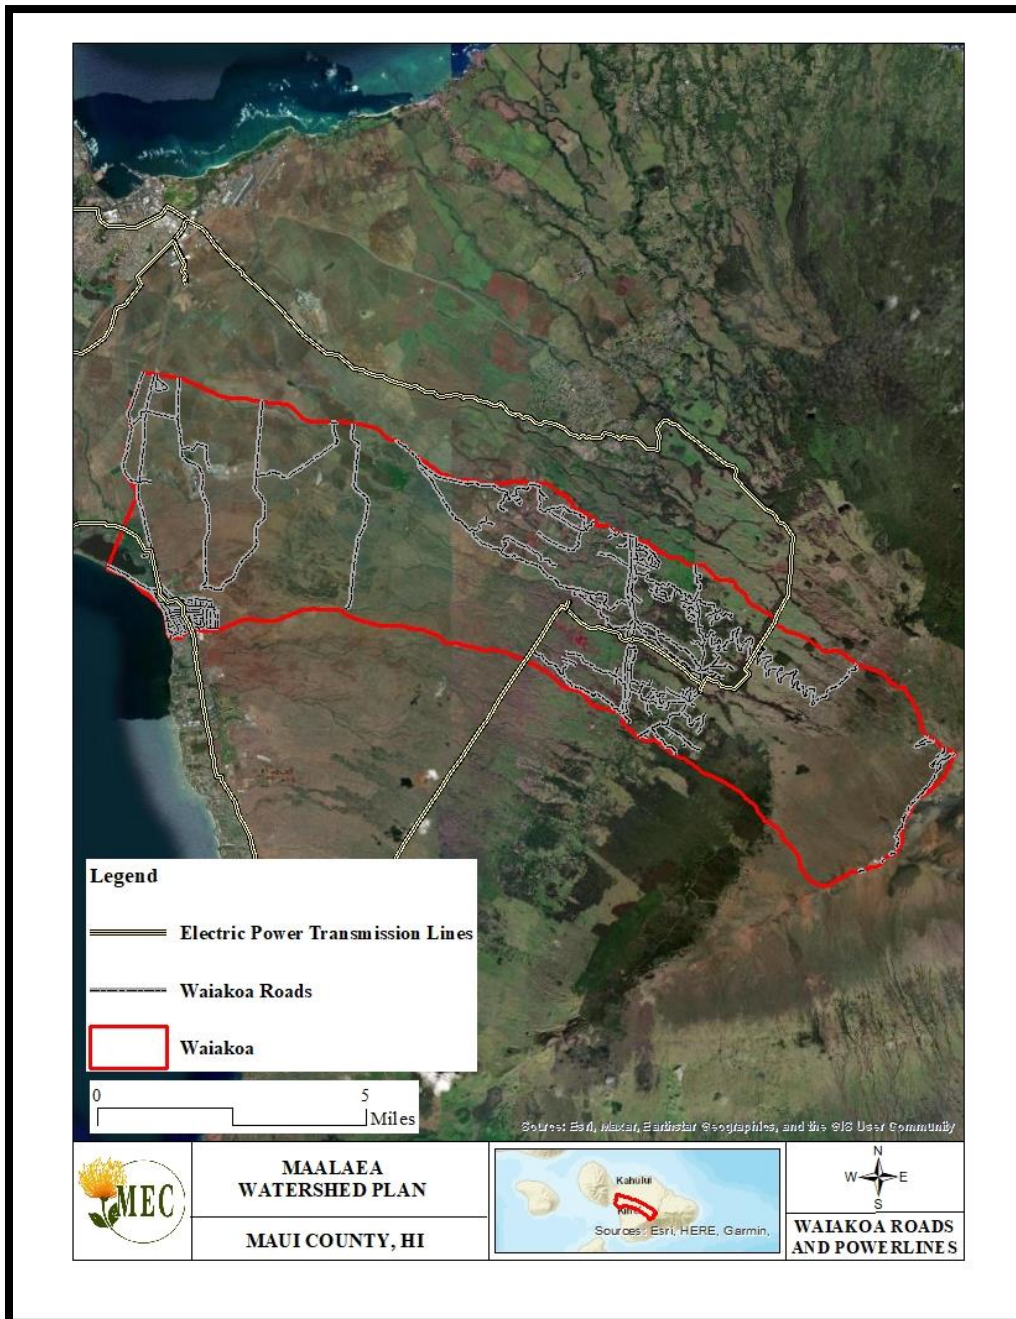 Legend
Electric Power Transmission Lines
Waiakoa Roads
Waiakoa
0 5
Miles
Source: Esri, Maxar, Earthstar Geographics, and the GIS User Community
MEC
MAALAEA
WATERSHED PLAN
MAUI COUNTY, HI
Kahului
Sources: Esri, HERE, Garmin,
N
W E
S
WAIAKOA ROADS
AND POWERLINES